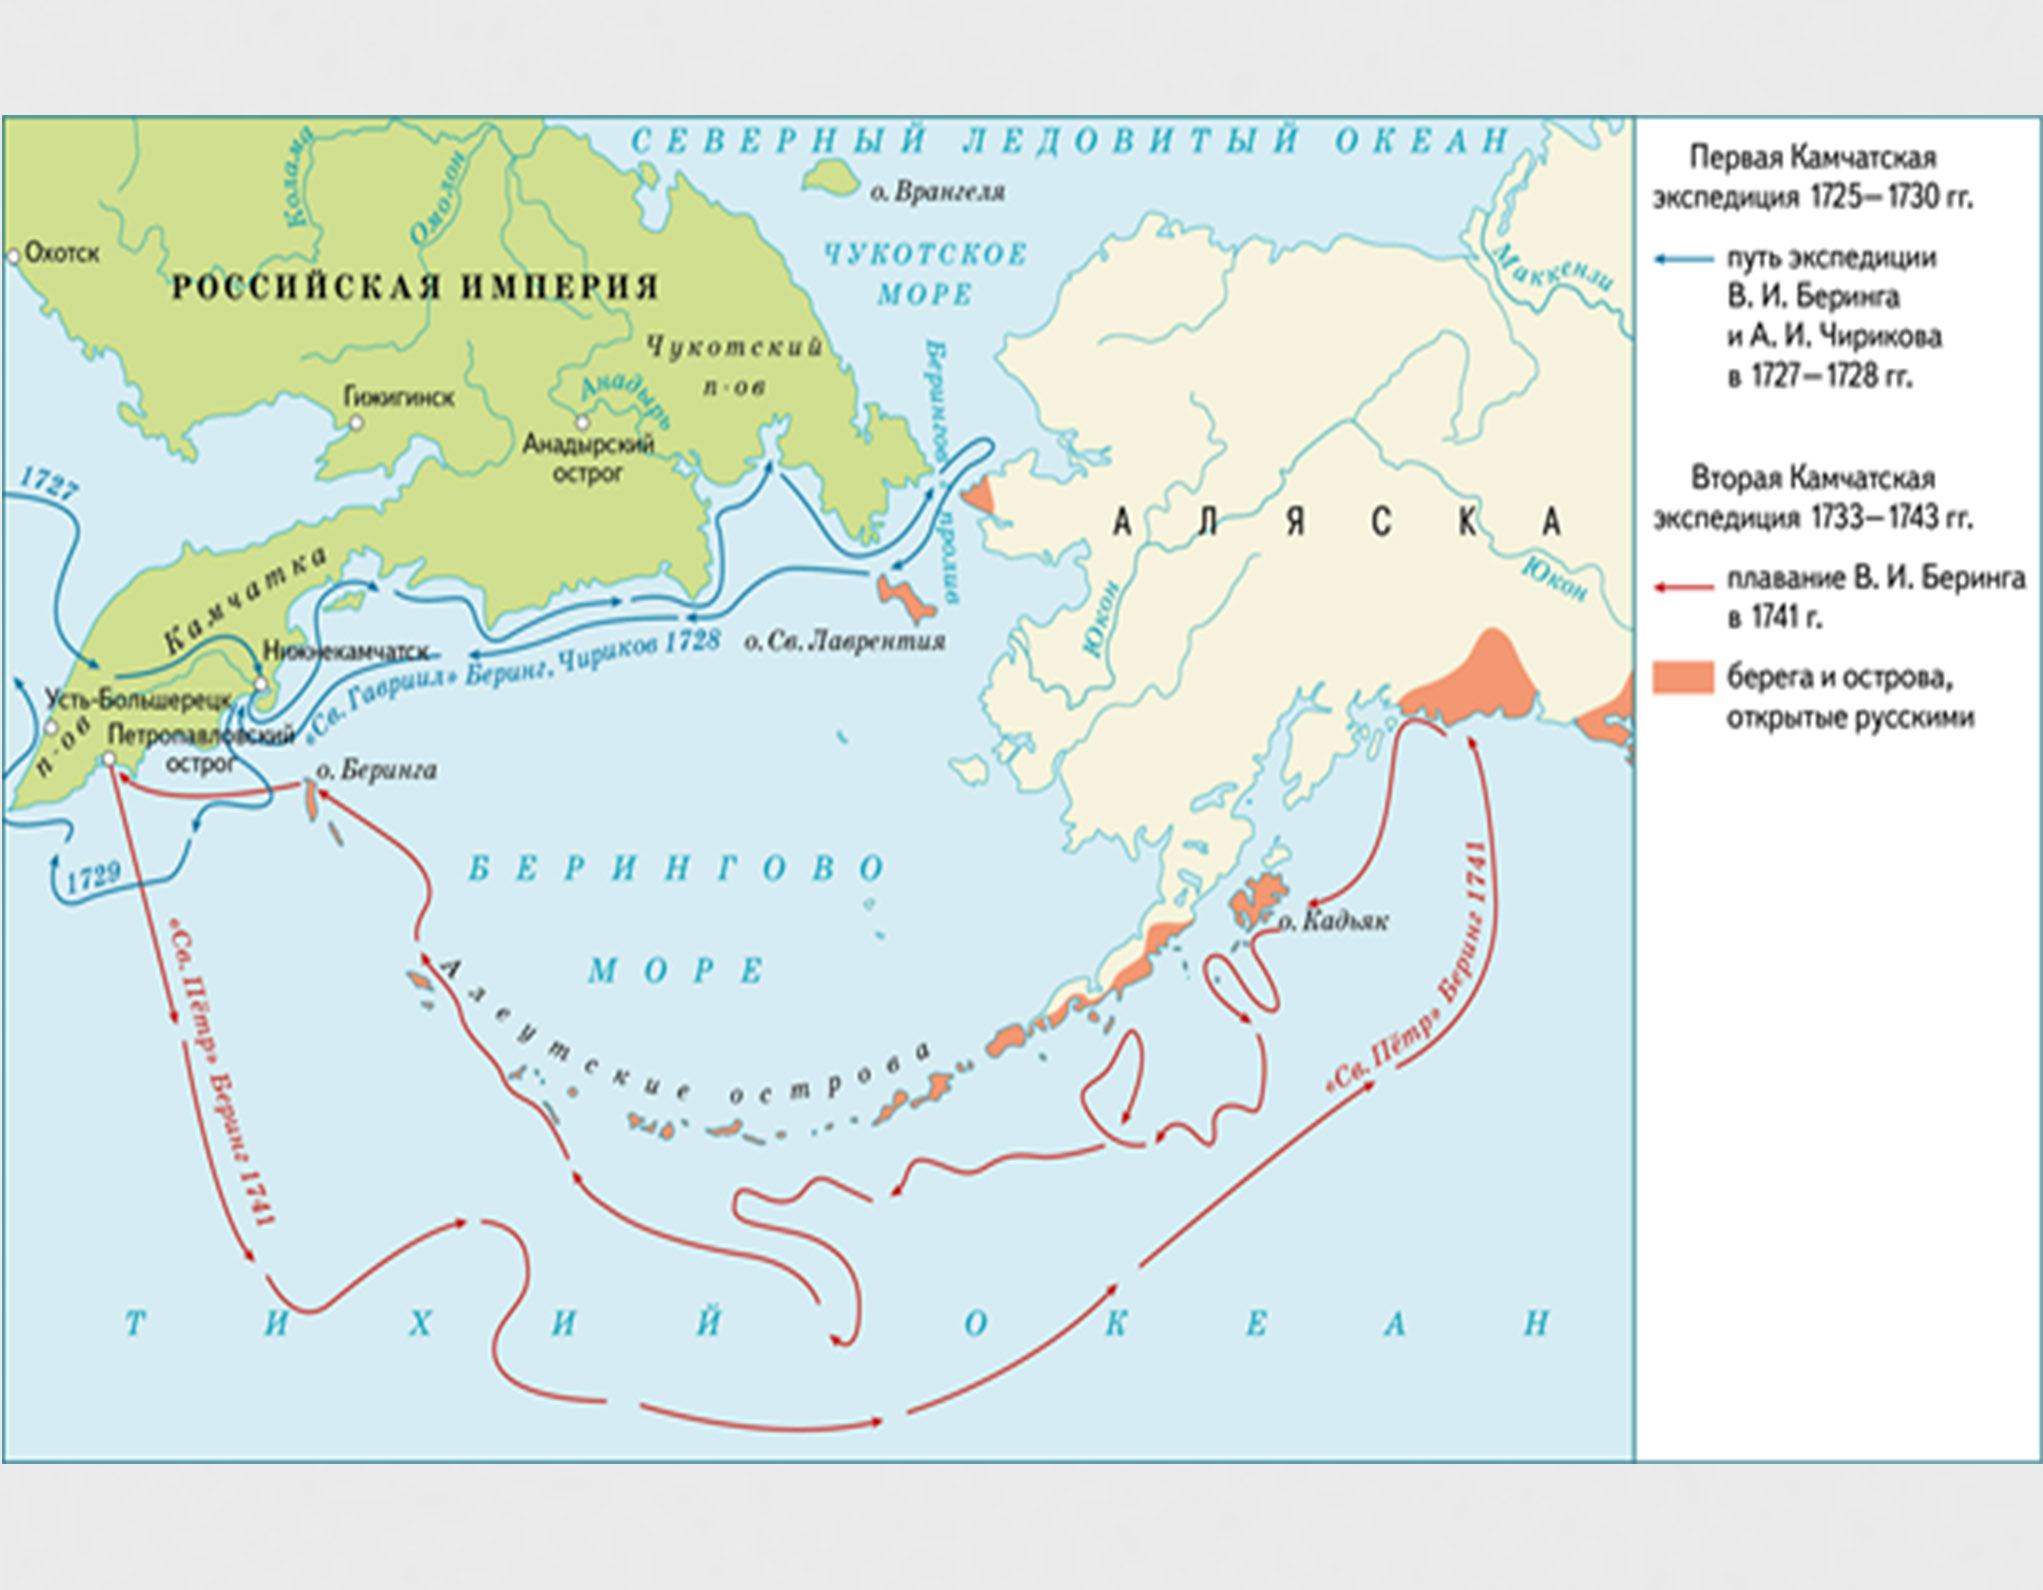 СЕВЕРНЫЙ ЛЕДОВИТЫЙ ОКЕАН
о. Врангеля
ЧУКОТСКОЕ
МОРЕ
Колама
Омолон
Охотск
РОССИЙСКАЯ ИМПЕРИЯ
Чукотский
п-ов
Маккензи
Берингов пролив
Гижигинск
Анадырь
Анадырский
острог
1727
АЛЯСКА
Юкон
Юкон
Камчатка
п-ов
Нижнекамчатск
«Св. Гавриил» Беринг, Чириков 1728
о. Св. Лаврентия
Усть-Большерецк
Петропавловский
острог
о. Беринга
1729
БЕРИНГОВО
МОРЕ
о. Кадьяк
Алеутские острова
«Св. Пётр» Беринг 1741
«Св. Пётр» Беринг 1741
ТИХИЙ ОКЕАН
Первая Камчатская
экспедиция 1725–1730 гг.
путь экспедиции
В. И. Беринга
и А. И. Чирикова
в 1727–1728 гг.
Вторая Камчатская
экспедиция 1733–1743 гг.
плавание В. И. Беринга
в 1741 г.
берега и острова,
открытые русскими